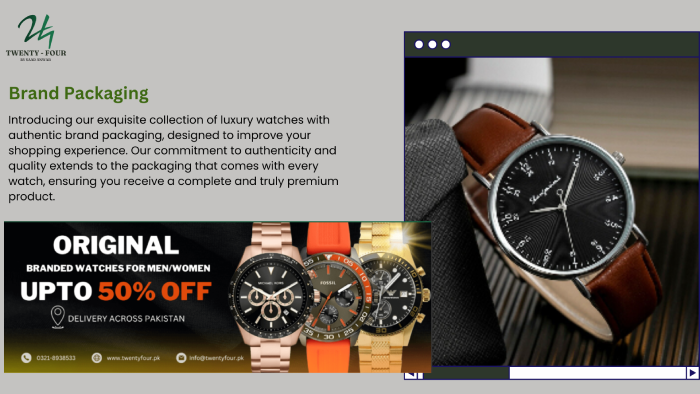 TWENTY - FOUR
Brand Packaging
Introducing our exquisite collection of luxury watches with
authentic brand packaging, designed to improve your
shopping experience. Our commitment to authenticity and
quality extends to the packaging that comes with every
watch, ensuring you receive a complete and truly premium
product.
ORIGINAL
BRANDED WATCHES FOR MEN/WOMEN
UPTO 50% OFF
DELIVERY ACROSS PAKISTAN
0321-8938533
www.twentyfour.pk
info@twentyfour.pk
MICHAEL KORS
FOSSIL